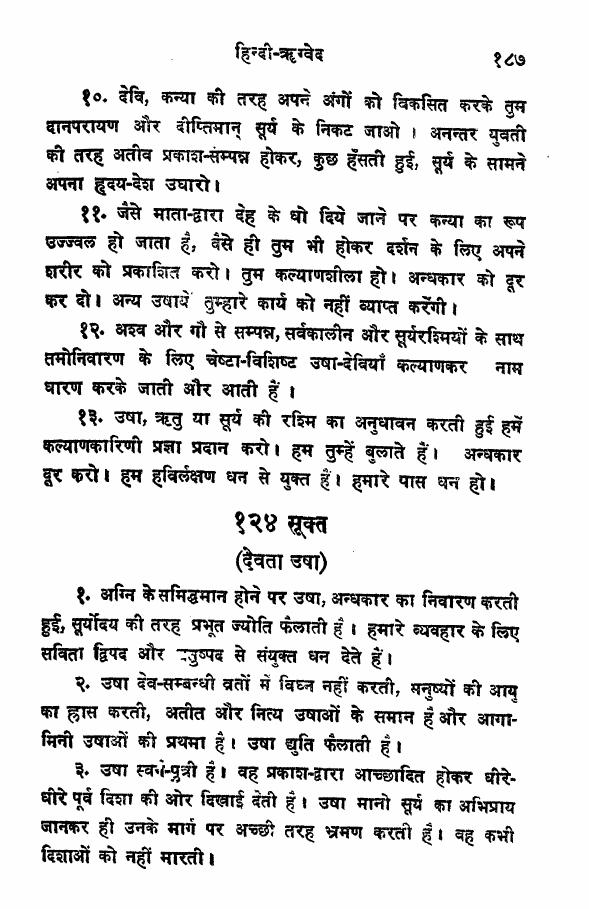 हिन्दी-ऋग्वेद १८७
१०. देवि, कन्या की तरह अपने अंगों को विकसित करके तुम
दानपरायण और दीप्तिमान् सूर्य के निकट जाओ । अनन्तर युवती
की तरह अतीव प्रकाश-सम्पन्न होकर, कुछ हँसती हुई, सूर्य के सामने
अपना हृदय-देश उघारो।
११. जैसे माता-द्वारा देह के धो दिये जाने पर कन्या का रूप
उज्ज्वल हो जाता है, वैसे ही तुम भी होकर दर्शन के लिए अपने
शरीर को प्रकाशित करो। तुम कल्याणशीला हो। अन्धकार को दूर
कर दो। अन्य उषायें तुम्हारे कार्य को नहीं व्याप्त करेंगी।
१२. अश्व और गौ से सम्पन्न, सर्वकालीन और सूर्यरश्मियों के साथ
तमोनिवारण के लिए चेष्टा-विशिष्ट उषा-देवियाँ कल्याणकर नाम
धारण करके जाती और आती हैं ।
१३. उषा, ऋतु या सूर्य की रश्मि का अनुधावन करती हुई हमें
कल्याणकारिणी प्रज्ञा प्रदान करो। हम तुम्हें बुलाते हैं। अन्धकार
दूर करो। हम हविर्लक्षण धन से युक्त हैं। हमारे पास धन हो।
१२४ सूक्त
(देवता उषा)
१. अग्नि के समिद्धमान होने पर उषा, अन्धकार का निवारण करती
हुई, सूर्योदय की तरह प्रभूत ज्योति फैलाती हैं। हमारे व्यवहार के लिए
सविता द्विपद और चतुष्पद से संयुक्त धन देते हैं।
२. उषा देव-सम्बन्धी व्रतों में विघ्न नहीं करती, मनुष्यों की आयु
का ह्रास करती, अतीत और नित्य उषाओं के समान हैं और आगा-
मिनी उषाओं की प्रथमा हैं। उषा द्युति फैलाती हैं।
३. उषा स्वर्ग-पुत्री हैं। वह प्रकाश-द्वारा आच्छादित होकर धीरे-
धीरे पूर्व दिशा की ओर दिखाई देती हैं। उषा मानो सूर्य का अभिप्राय
जानकर ही उनके मार्ग पर अच्छी तरह भ्रमण करती हैं। वह कभी
दिशाओं को नहीं मारती।